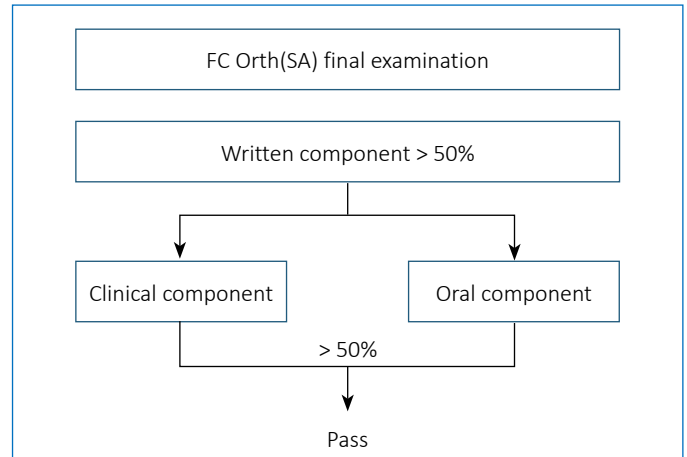 FC Orth(SA) final examination
Written component > 50%
Clinical component
Oral component
> 50%
Pass